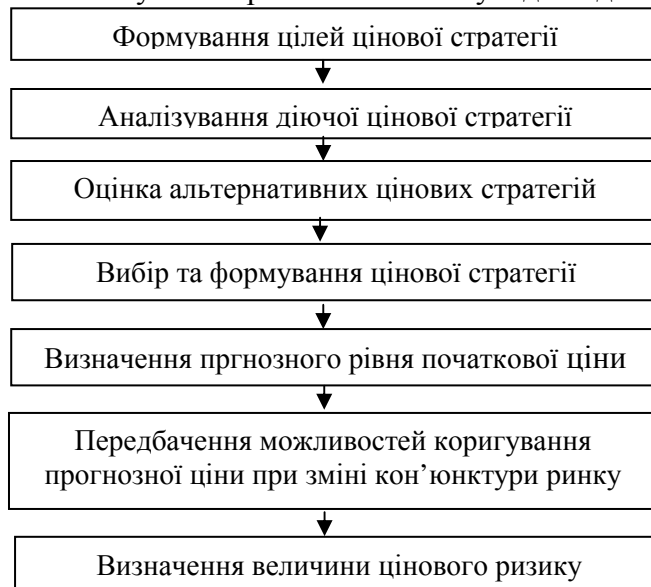 Формування цілей цінової стратегії
Аналізування діючої цінової стратегії
Оцінка альтернативних цінових стратегій
Вибір та формування цінової стратегії
Визначення пргнозного рівня початкової ціни
Передбачення можливостей коригування
прогнозної ціни при зміні кон’юнктури ринку
Визначення величини цінового ризику